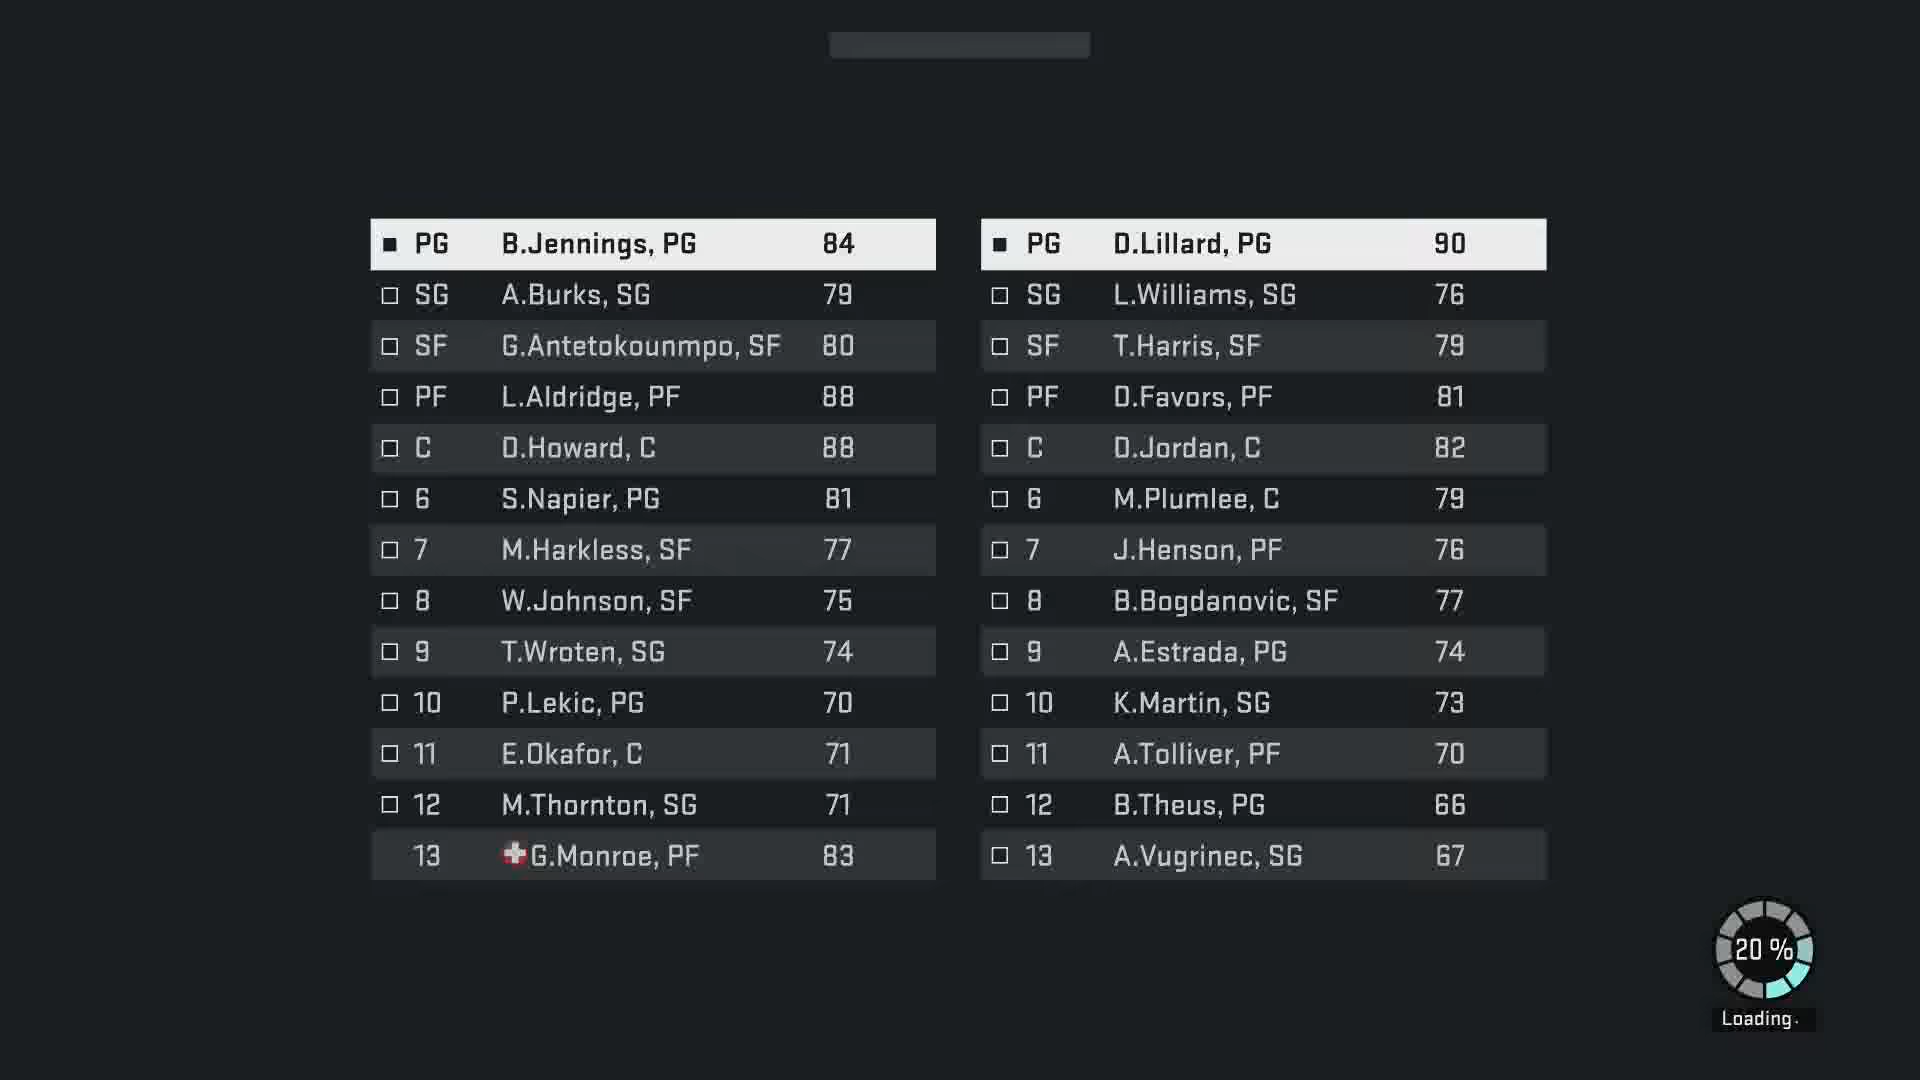 PG B.Jennings, PG 84
SG A.Burks, SG 79
SF G.Antetokounmpo, SF 80
PF L.Aldridge, PF 88
C D.Howard, C 88
6 S.Napier, PG 81
7 M.Harkless, SF 77
8 W.Johnson, SF 75
9 T.Wroten, SG 74
10 P.Lekic, PG 70
11 E.Okafor, C 71
12 M.Thornton, SG 71
13 G.Monroe, PF 83
PG D.Lillard, PG 90
SG L.Williams, SG 76
SF T.Harris, SF 79
PF D.Favors, PF 81
C D.Jordan, C 82
6 M.Plumlee, C 79
7 J.Henson, PF 76
8 B.Bogdanovic, SF 77
9 A.Estrada, PG 74
10 K.Martin, SG 73
11 A.Tolliver, PF 70
12 B.Theus, PG 66
13 A.Vugrinec, SG 67
20 %
Loading.